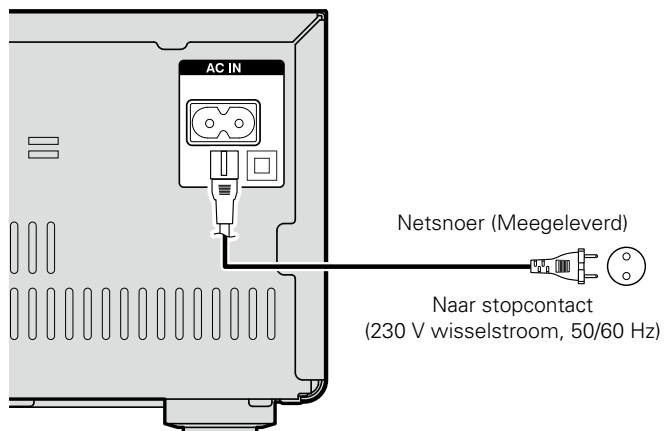 AC IN
Netsnoer (Meegeleverd)
Naar stopcontact
(230 V wisselstroom, 50/60 Hz)